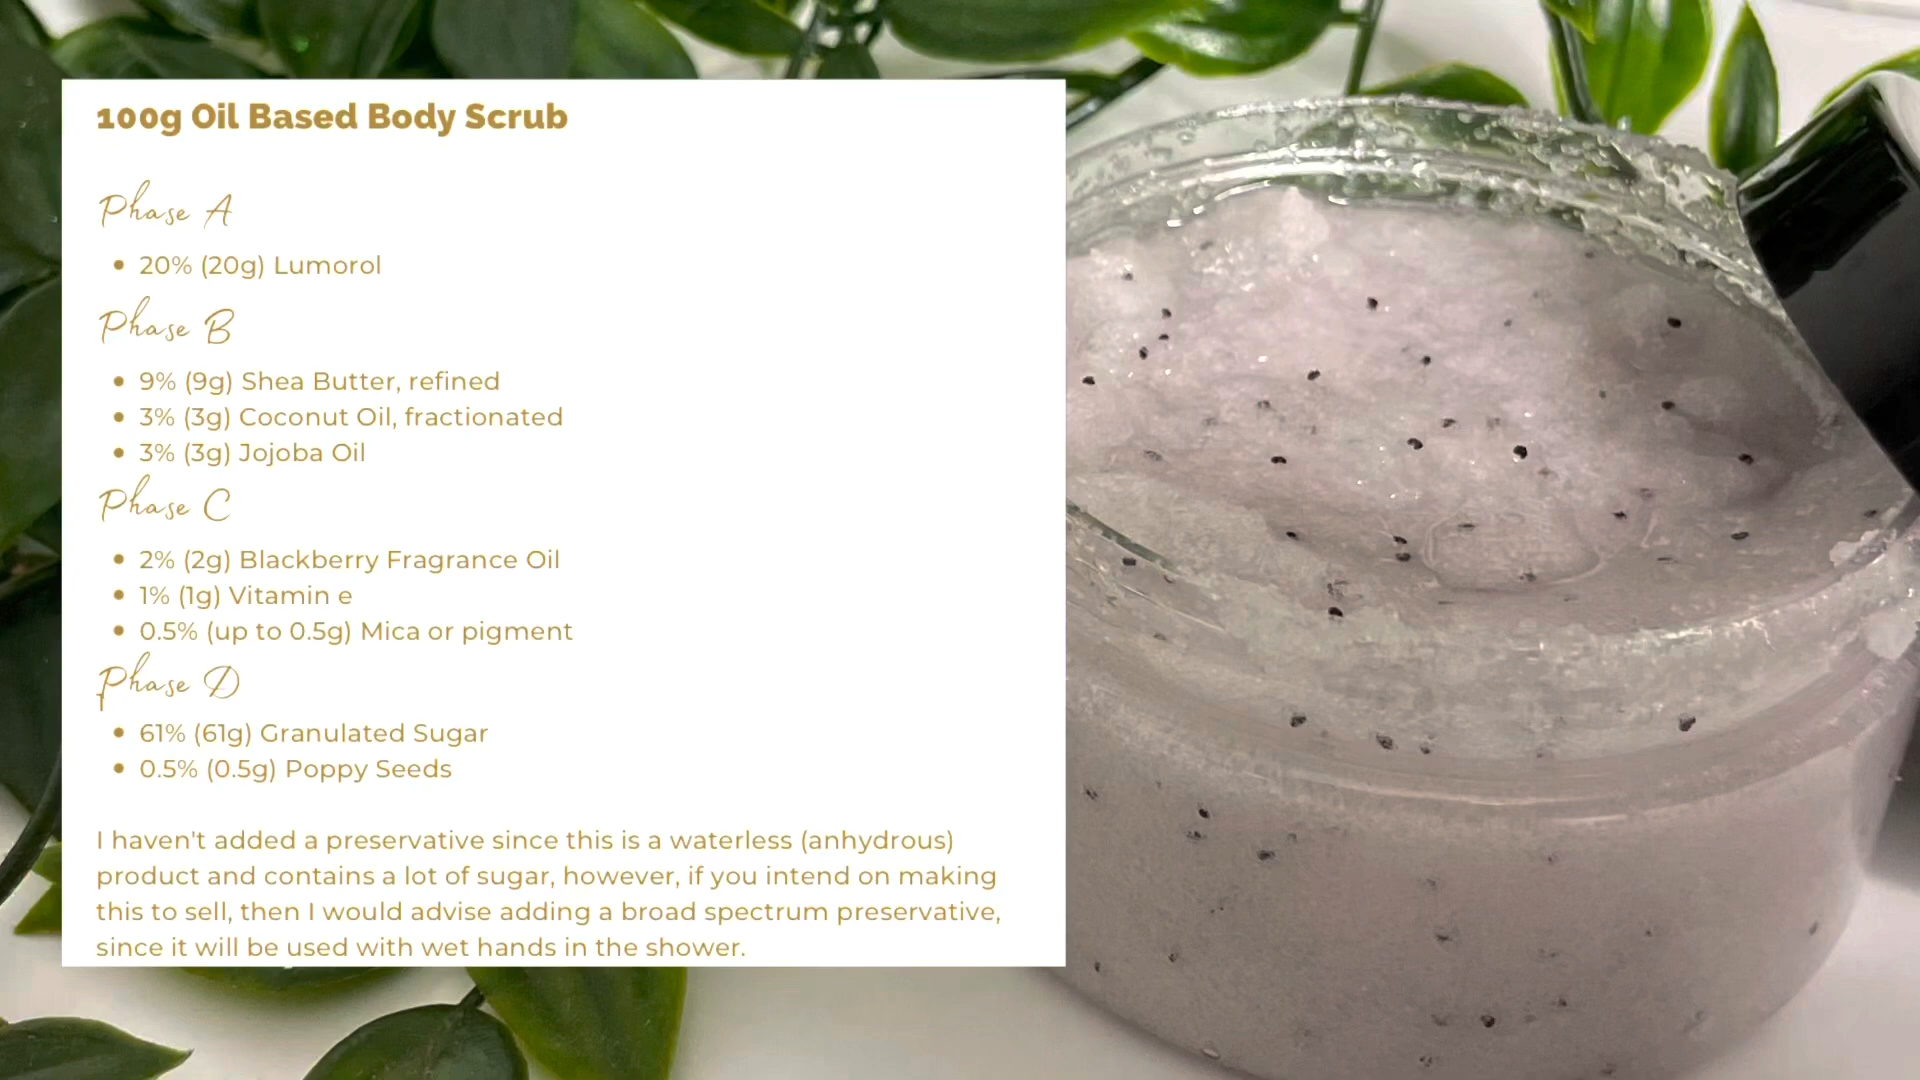 100g Oil Based Body Scrub
Phase A
• 20% (20g) Lumorol
Phase B
• 9% (9g) Shea Butter, refined
• 3% (3g) Coconut Oil, fractionated
• 3% (3g) Jojoba Oil
Phase C
• 2% (2g) Blackberry Fragrance Oil
• 1% (1g) Vitamin e
• 0.5% (up to 0.5g) Mica or pigment
Phase D
• 61% (61g) Granulated Sugar
• 0.5% (0.5g) Poppy Seeds
I haven't added a preservative since this is a waterless (anhydrous)
product and contains a lot of sugar, however, if you intend on making
this to sell, then I would advise adding a broad spectrum preservative,
since it will be used with wet hands in the shower.